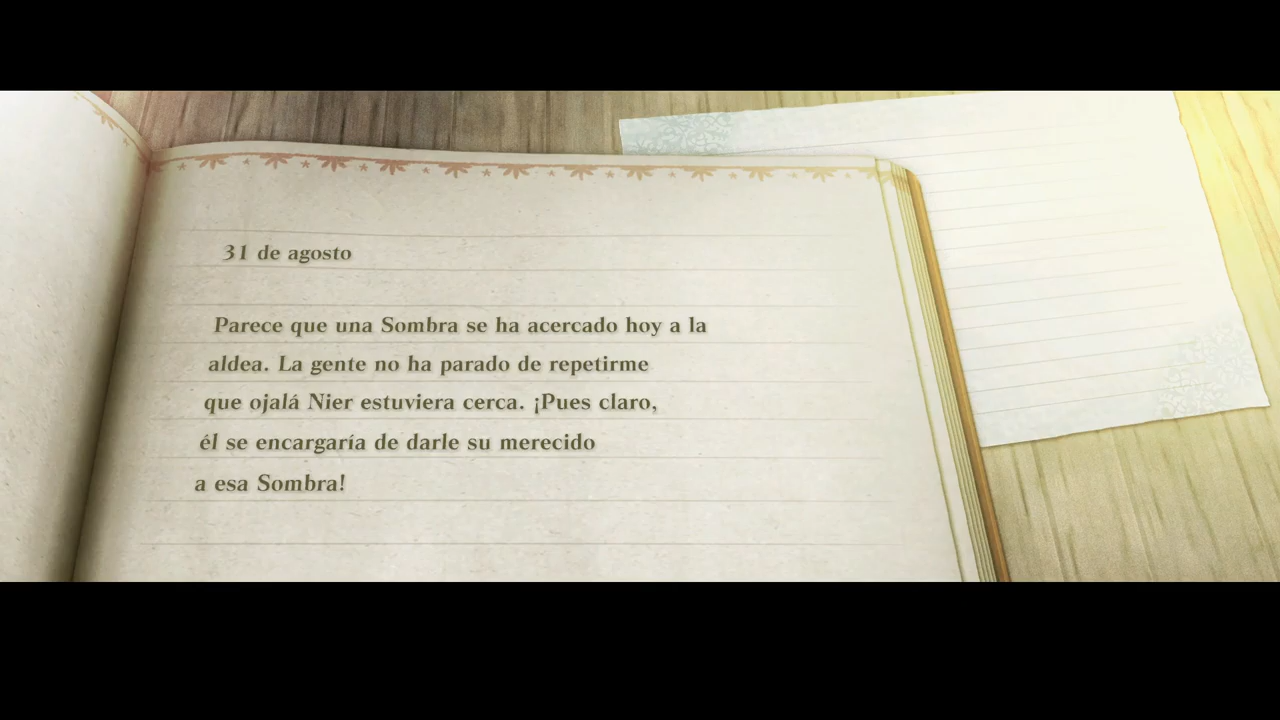 31 de agosto
Parece que una Sombra se ha acercado hoy a la
aldea. La gente no ha parado de repetirme
que ojalá Nier estuviera cerca. ¡Pues claro,
él se encargaría de darle su merecido
a esa Sombra!